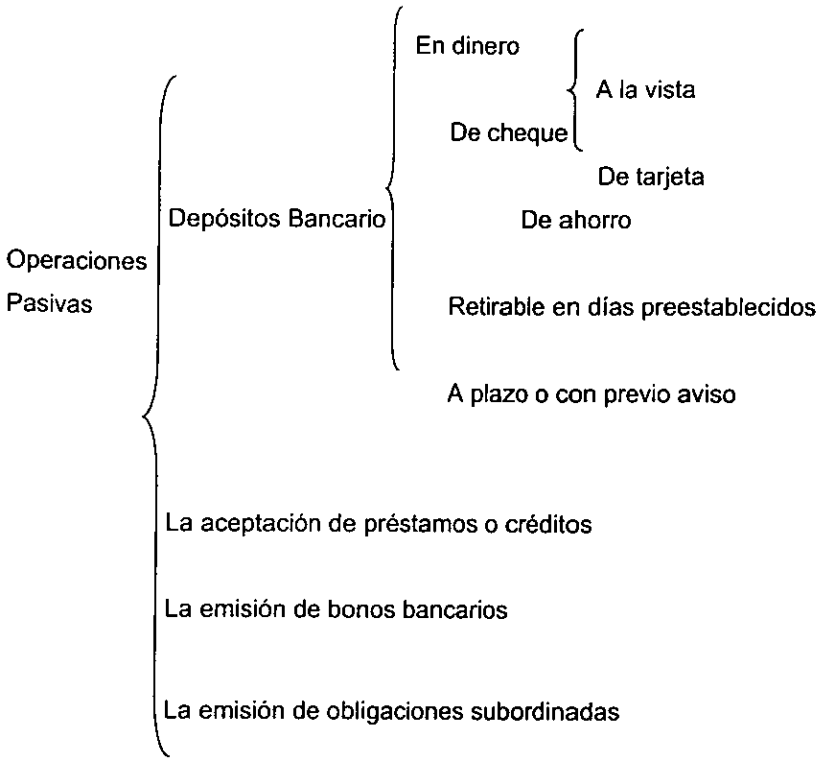 En dinero
A la vista
De cheque
De tarjeta
Depósitos Bancario
De ahorro
Operaciones
Pasivas
Retirable en días preestablecidos
A plazo o con previo aviso
La aceptación de préstamos o créditos
La emisión de bonos bancarios
La emisión de obligaciones subordinadas